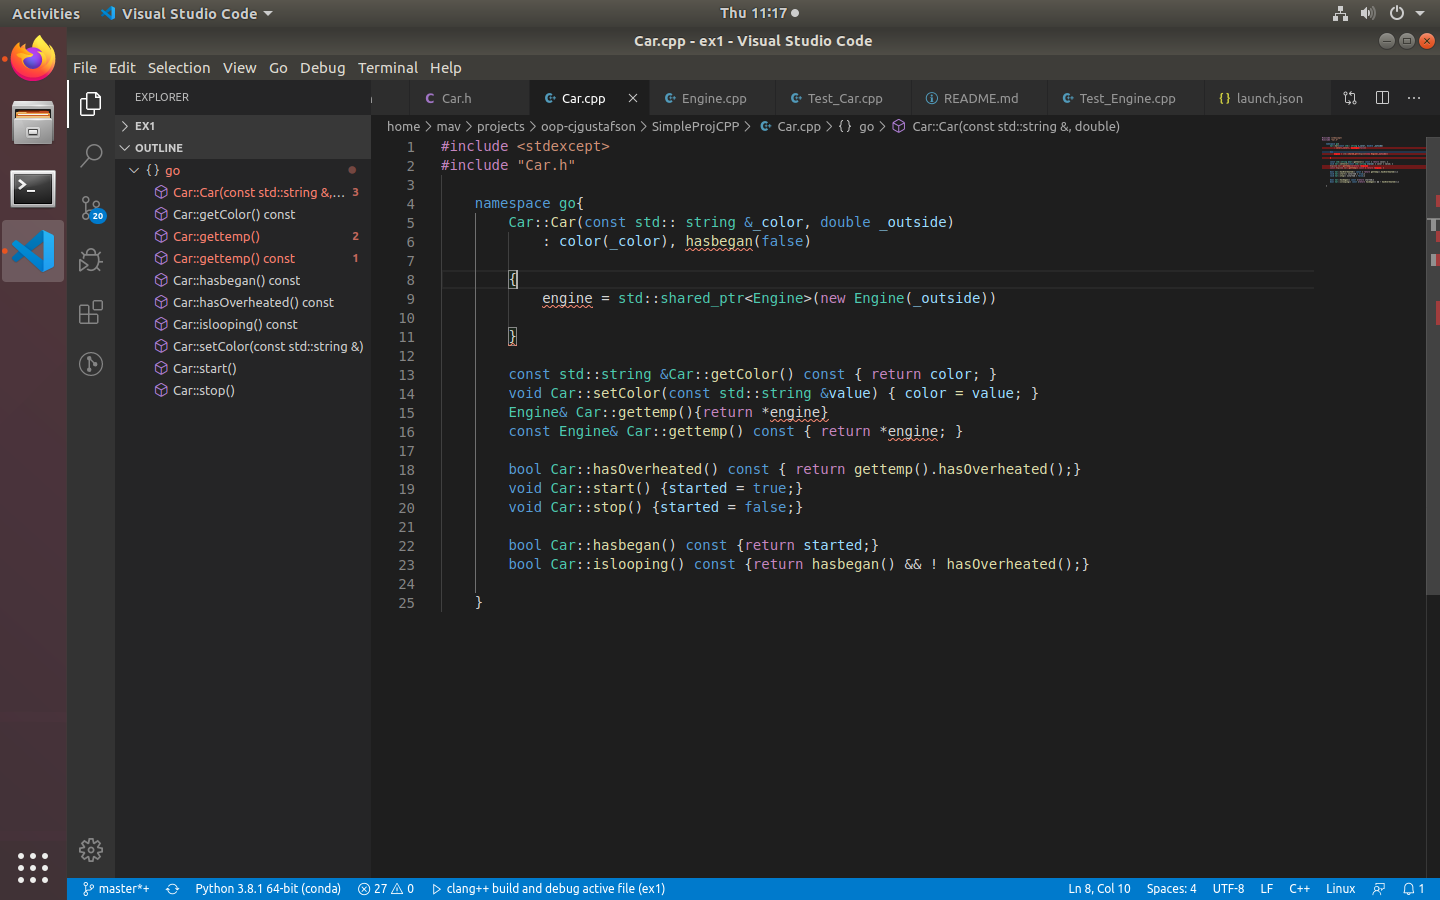 Activities Visual Studio Code Thu 11:17
Car.cpp - ex1 - Visual Studio Code
File Edit Selection View Go Debug Terminal Help
EXPLORER
Car.h Car.cpp Engine.cpp Test_Car.cpp README.md Test_Engine.cpp {} launch.json
home > mav > projects > oop-cjgustafson > SimpleProjCPP > Car.cpp > {} go > Car::Car(const std::string &, double)
EX1
OUTLINE
{} go
Car::Car(const std::string &,... 3
Car::getColor() const
Car::gettemp() 2
Car::gettemp() const 1
Car::hasbegan() const
Car::hasOverheated() const
Car::islooping() const
Car::setColor(const std::string &)
Car::start()
Car::stop()
20
1 #include <stdexcept>
2 #include "Car.h"
3
4 namespace go{
5 Car::Car(const std:: string &_color, double _outside)
6 : color(_color), hasbegan(false)
7
8 {
9 engine = std::shared_ptr<Engine>(new Engine(_outside))
10
11 }
12
13 const std::string &Car::getColor() const { return color; }
14 void Car::setColor(const std::string &value) { color = value; }
15 Engine& Car::gettemp(){return *engine}
16 const Engine& Car::gettemp() const { return *engine; }
17
18 bool Car::hasOverheated() const { return gettemp().hasOverheated();}
19 void Car::start() {started = true;}
20 void Car::stop() {started = false;}
21
22 bool Car::hasbegan() const {return started;}
23 bool Car::islooping() const {return hasbegan() && ! hasOverheated();}
24
25 }
master*+ Python 3.8.1 64-bit (conda) 27 0 clang++ build and debug active file (ex1) Ln 8, Col 10 Spaces: 4 UTF-8 LF C++ Linux 1